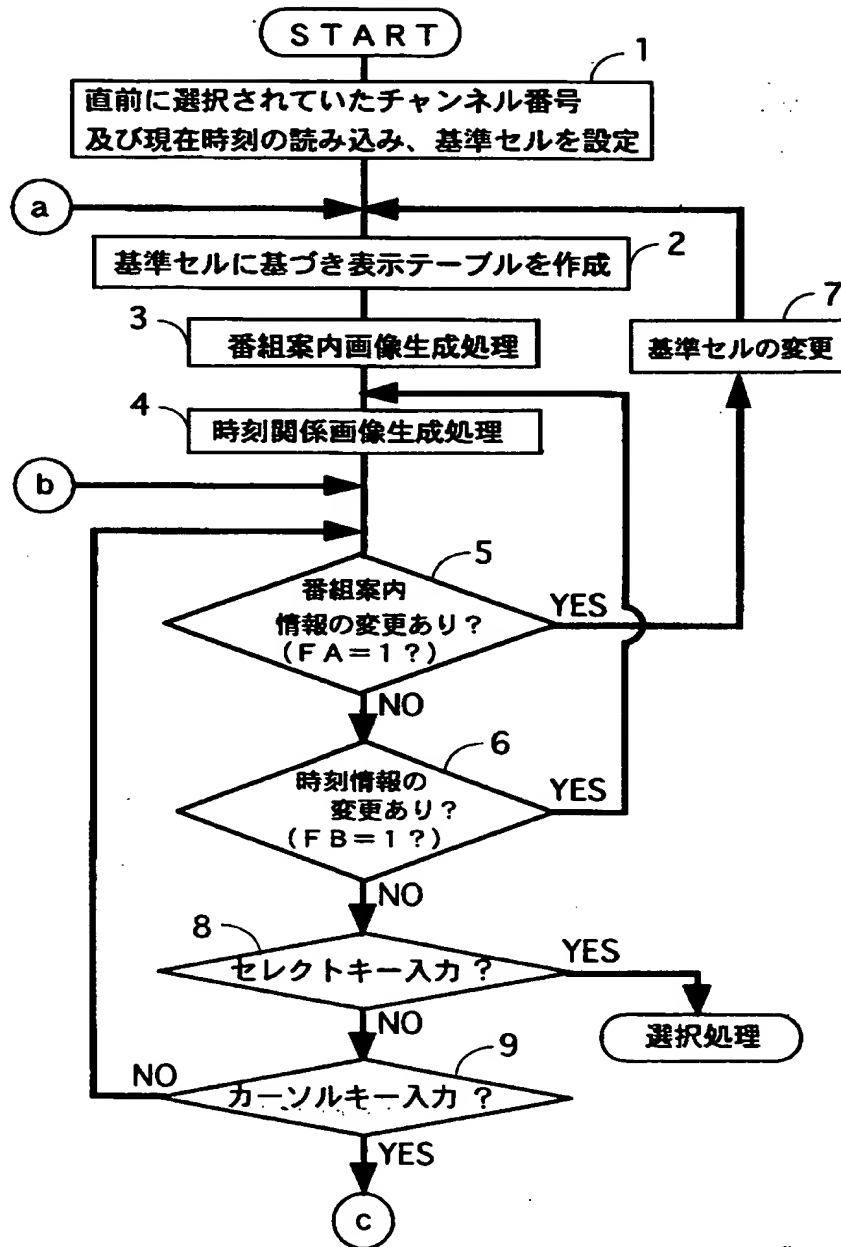 START
1
直前に選択されていたチャンネル番号
及び現在時刻の読み込み、基準セルを設定
a
2
基準セルに基づき表示テーブルを作成
7
基準セルの変更
3
番組案内画像生成処理
4
時刻関係画像生成処理
b
5
番組案内
情報の変更あり?
(FA=1?)
YES
NO
6
時刻情報の
変更あり?
(FB=1?)
YES
NO
8
セレクトキー入力?
YES
選択処理
NO
9
カーソルキー入力?
NO
YES
c